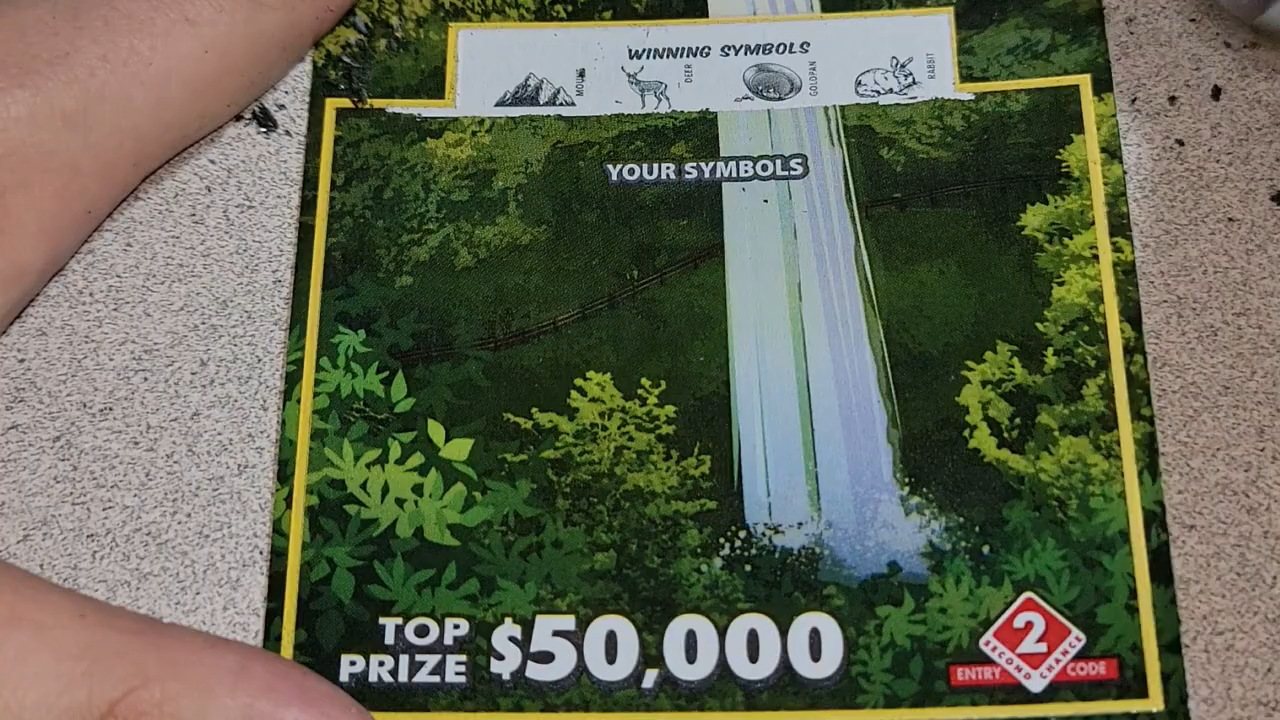 WINNING SYMBOLS
DEER
GOLDPAN
RABBIT
YOUR SYMBOLS
TOP
PRIZE $50,000
2
SECOND CHANCE
ENTRY CODE